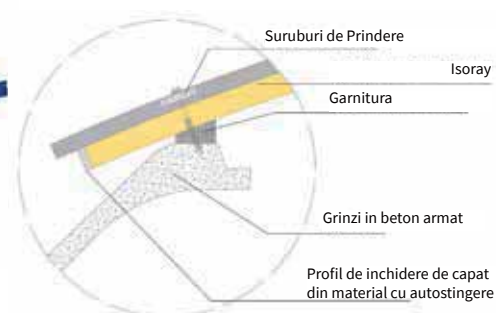 Suruburi de Prindere
Isoray
Garnitura
Grinzi in beton armat
Profil de inchidere de capat
din material cu autostingere